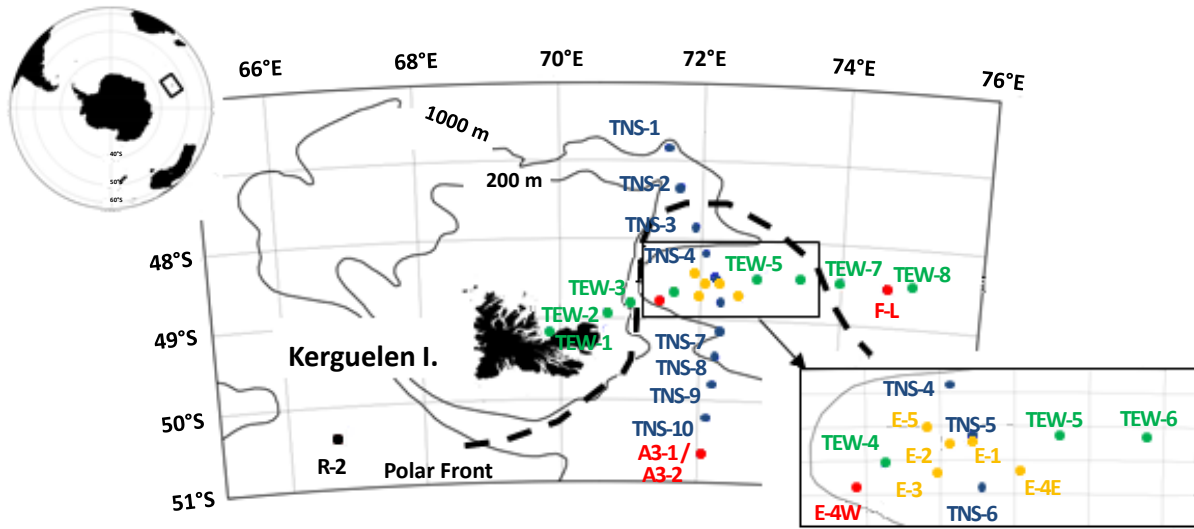 66°E
68°E
70°E
72°E
74°E
76°E
40°S
50°S
60°S
1000 m
TNS-1
200 m
TNS-2
TNS-3
48°S
TNS-4
TEW-5
TEW-7
TEW-8
TEW-3
TEW-2
F-L
TEW-1
49°S
Kerguelen I.
TNS-7
TNS-8
TNS-9
50°S
TNS-10
A3-1 /
A3-2
R-2
Polar Front
51°S
TNS-4
E-5
TNS-5
TEW-5
TEW-6
TEW-4
E-2
E-1
E-3
E-4E
E-4W
TNS-6